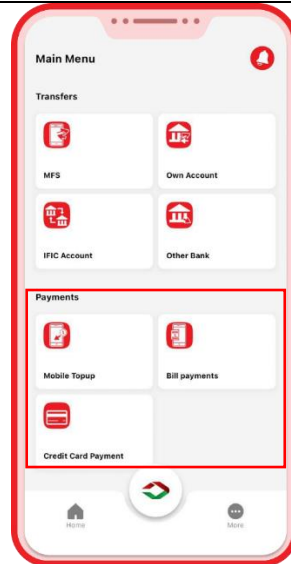 Main Menu
Transfers
MFS
Own Account
IFIC Account
Other Bank
Payments
Mobile Topup
Bill payments
Credit Card Payment
Home
More